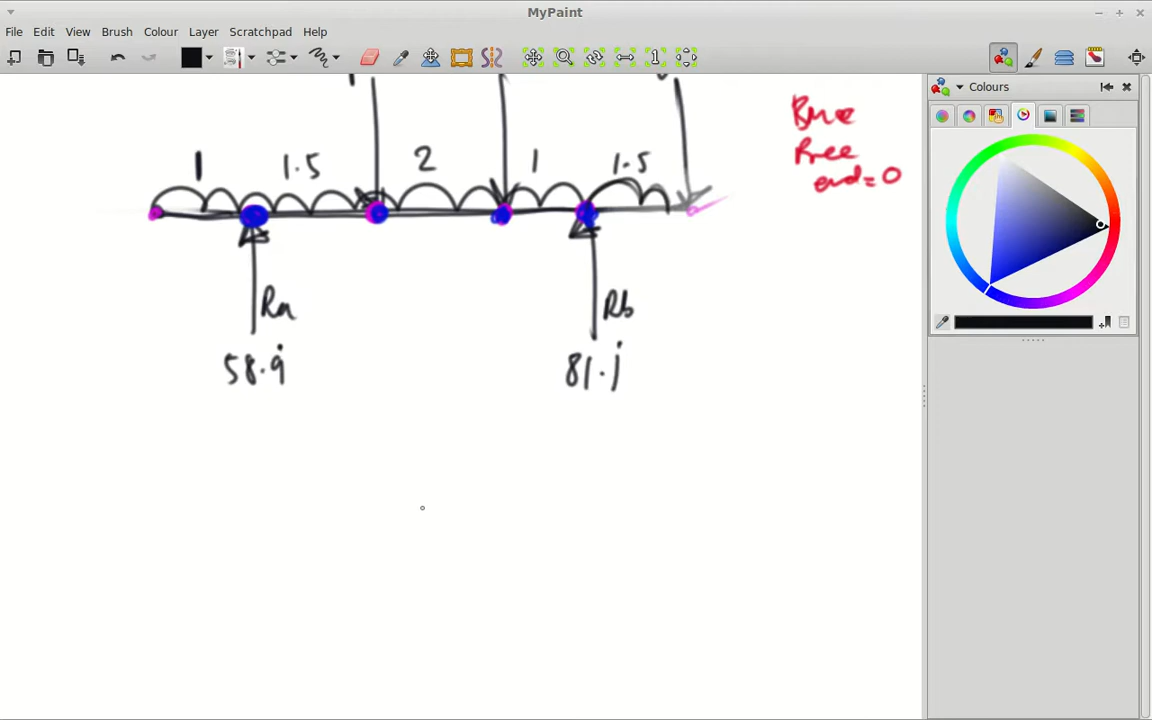 MyPaint
File Edit View Brush Colour Layer Scratchpad Help
Colours
BM @
Free
end=0
1 1.5 2 1 1.5
Ra Rb
58.9 81.1